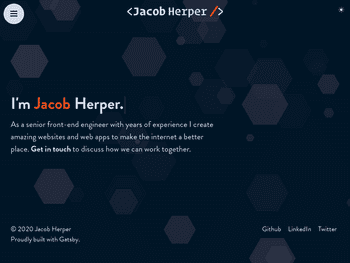 <Jacob Herper />
I'm Jacob Herper.
As a senior front-end engineer with years of experience I create
amazing websites and web apps to make the internet a better
place. Get in touch to discuss how we can work together.
© 2020 Jacob Herper
Github LinkedIn Twitter
Proudly built with Gatsby.